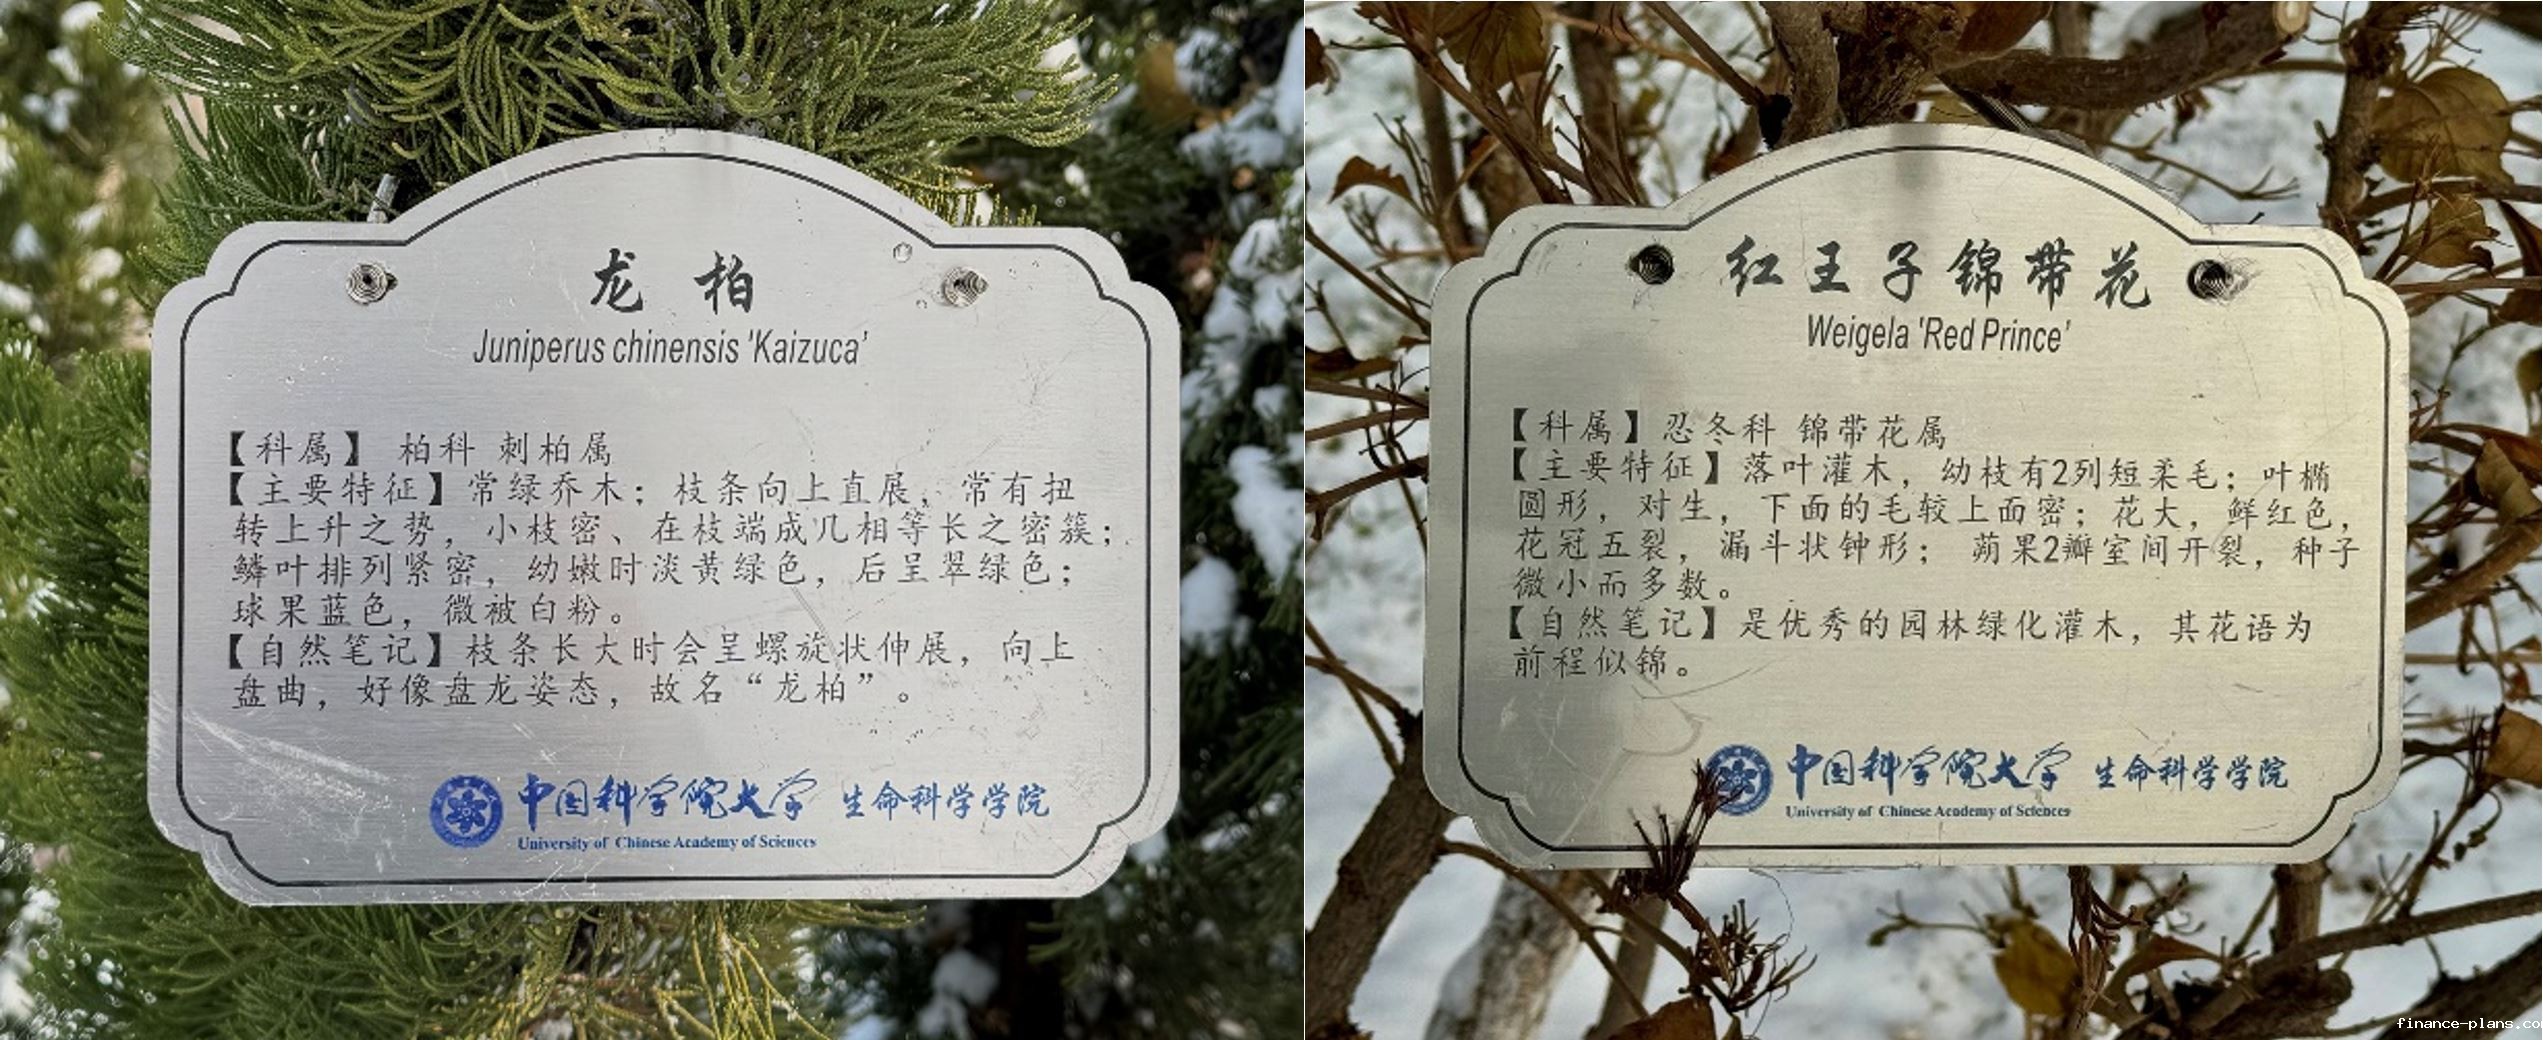 龙柏
Juniperus chinensis 'Kaizuca'
【科属】 柏科 刺柏属
【主要特征】常绿乔木；枝条向上直展，常有扭
转上升之势，小枝密、在枝端成几相等长之密簇；
鳞叶排列紧密，幼嫩时淡黄绿色，后呈翠绿色；
球果蓝色，微被白粉。
【自然笔记】枝条长大时会呈螺旋状伸展，向上
盘曲，好像盘龙姿态，故名“龙柏”。
中国科学院大学 生命科学学院
University of Chinese Academy of Sciences
红王子锦带花
Weigela 'Red Prince'
【科属】忍冬科 锦带花属
【主要特征】落叶灌木，幼枝有2列短柔毛；叶椭
圆形，对生，下面的毛较上面密；花大，鲜红色，
花冠五裂，漏斗状钟形；蒴果2瓣室间开裂，种子
微小而多数。
【自然笔记】是优秀的园林绿化灌木，其花语为
前程似锦。
中国科学院大学 生命科学学院
University of Chinese Academy of Sciences